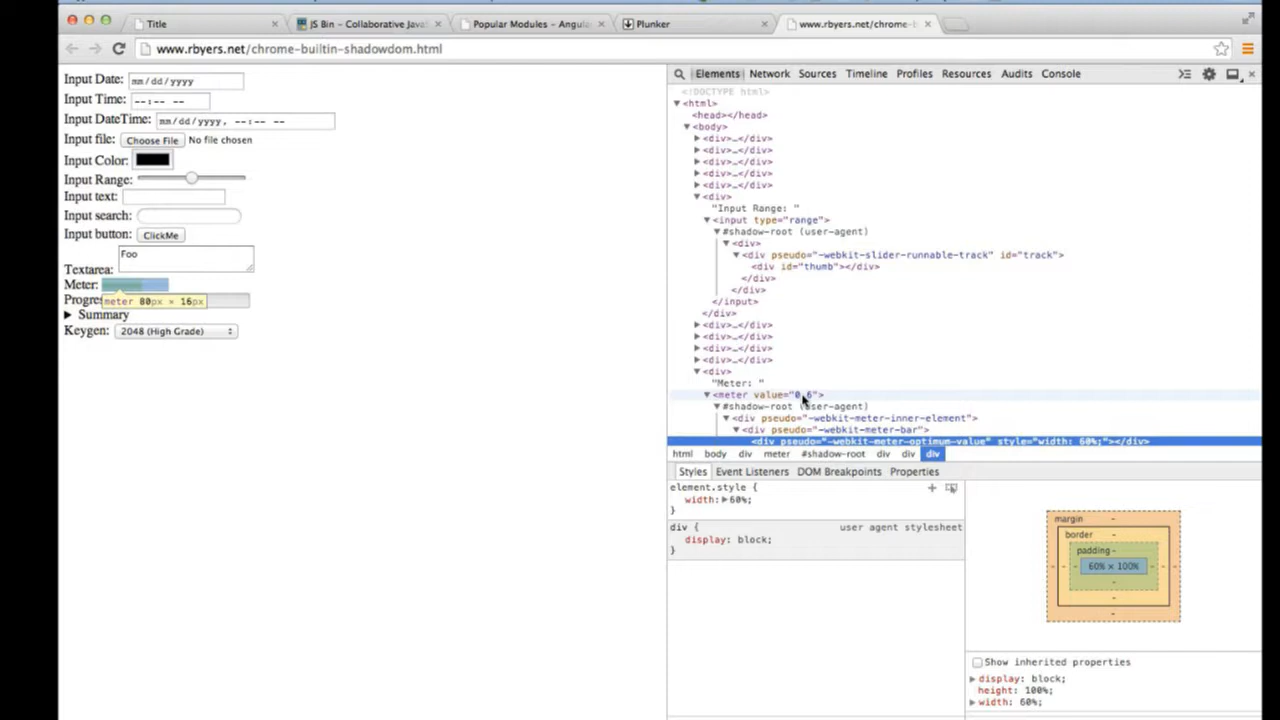 Title
JS Bin - Collaborative Java
Popular Modules - Angula
Plunker
www.rbyers.net/chrome-b
www.rbyers.net/chrome-builtin-shadowdom.html
Input Date: mm/dd/yyyy
Input Time: --:-- --
Input DateTime: mm/dd/yyyy, --:-- --
Input file: Choose File No file chosen
Input Color:
Input Range:
Input text:
Input search:
Input button: ClickMe
Foo
Textarea:
Meter:
Progres
meter 80px × 16px
▶ Summary
Keygen: 2048 (High Grade)
Elements Network Sources Timeline Profiles Resources Audits Console
<!DOCTYPE html>
▼<html>
<head></head>
▼<body>
▶<div>…</div>
▶<div>…</div>
▶<div>…</div>
▶<div>…</div>
▶<div>…</div>
▼<div>
"Input Range: "
▼<input type="range">
▼#shadow-root (user-agent)
▼<div>
▼<div pseudo="-webkit-slider-runnable-track" id="track">
<div id="thumb"></div>
</div>
</div>
</input>
</div>
▶<div>…</div>
▶<div>…</div>
▶<div>…</div>
▶<div>…</div>
▼<div>
"Meter: "
▼<meter value="0.6">
▼#shadow-root (user-agent)
▼<div pseudo="-webkit-meter-inner-element">
▼<div pseudo="-webkit-meter-bar">
<div pseudo="-webkit-meter-optimum-value" style="width: 60%;"></div>
html body div meter #shadow-root div div div
Styles Event Listeners DOM Breakpoints Properties
element.style {
width:▶60%;
}
div { user agent stylesheet
display: block;
}
margin -
border -
padding -
- - - 60% × 100% - - -
-
-
-
Show inherited properties
▶ display: block;
height: 100%;
▶ width: 60%;